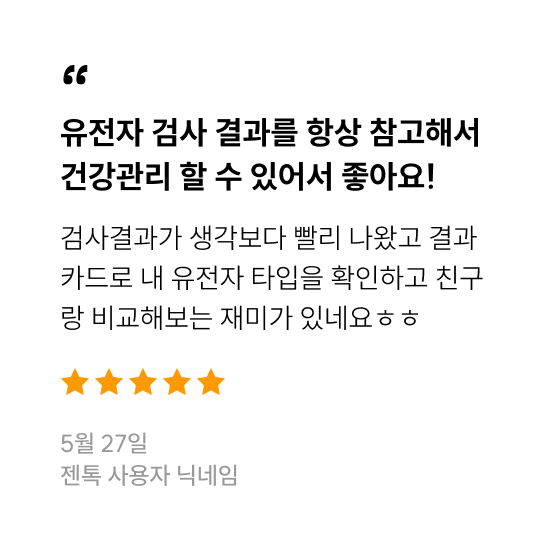 “
유전자 검사 결과를 항상 참고해서
건강관리 할 수 있어서 좋아요!
검사결과가 생각보다 빨리 나왔고 결과
카드로 내 유전자 타입을 확인하고 친구
랑 비교해보는 재미가 있네요ㅎㅎ
5월 27일
젠톡 사용자 닉네임